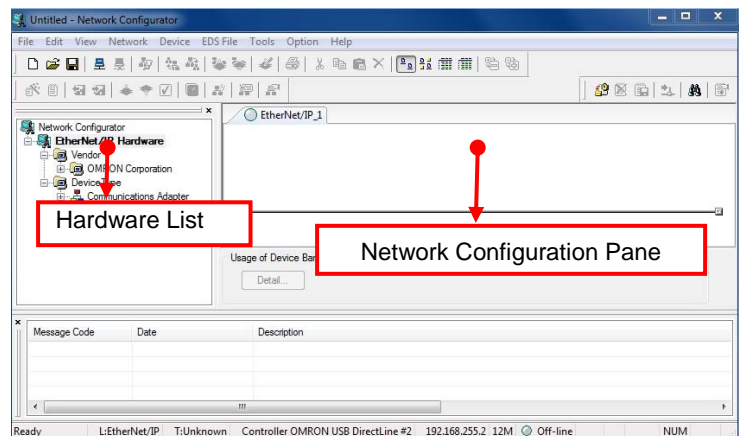 Untitled - Network Configurator
File Edit View Network Device EDS File Tools Option Help
EtherNet/IP_1
Network Configurator
EtherNet/IP Hardware
Vendor
OMRON Corporation
DeviceType
Communications Adapter
Hardware List
Network Configuration Pane
Usage of Device
Detail...
Message Code Date Description
Ready L:EtherNet/IP T:Unknown Controller OMRON USB DirectLine #2 192.168.255.2 12M Off-line NUM